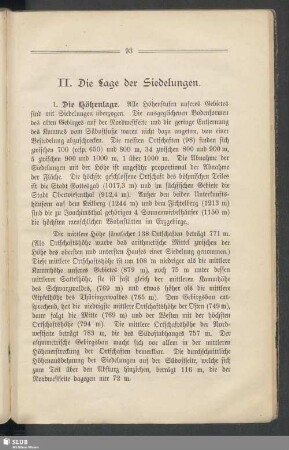 — 93 —
II. Die Lage der Siedelungen.
1. Die Höhenlage. Alle Höhenstufen unseres Gebietes
sind mit Siedelungen überzogen. Die ausgeglichenen Bodenformen
des alten Gebirges auf der Nordwestseite und die geringe Entfernung
des Kammes vom Südostfuße waren nicht dazu angetan, von einer
Besiedelung abzuschrecken. Die meisten Ortschaften (98) finden sich
zwischen 700 (resp. 650) und 800 m, 34 zwischen 800 und 900 m,
5 zwischen 900 und 1000 m, 1 über 1000 m. Die Abnahme der
Siedelungen mit der Höhe ist ungefähr proportional der Abnahme
der Fläche. Die höchste geschlossene Ortschaft des böhmischen Teiles
ist die Stadt Gottesgab (1017,3 m) und im sächsischen Gebiete die
Stadt Oberwiesenthal (912,4 m). Neben den beiden Unterkunfts-
häusern auf dem Keilberg (1244 m) und dem Fichtelberg (1213 m)
sind die zu Joachimsthal gehörigen 4 Sonnenwirbelhäuser (1150 m)
die höchsten menschlichen Wohnstätten im Erzgebirge.
Die mittlere Höhe sämtlicher 138 Ortschaften beträgt 771 m.
(Als Ortschaftshöhe wurde das arithmetische Mittel zwischen der
Höhe des obersten und untersten Hauses einer Siedelung genommen.)
Diese mittlere Ortschaftshöhe ist um 108 m niedriger als die mittlere
Kammhöhe unseres Gebietes (879 m), noch 75 m unter dessen
mittlerer Sattelhöhe, sie ist fast gleich der mittleren Kammhöhe
des Schwarzwaldes, (769 m) und etwas höher als die mittlere
Gipfelhöhe des Thüringerwaldes (765 m). Dem Gebirgsbau ent-
sprechend, hat die niedrigste mittlere Ortschaftshöhe der Osten (749 m),
dann folgt die Mitte (769 m) und der Westen mit der höchsten
Ortschaftshöhe (794 m). Die mittlere Ortschaftshöhe der Nord-
westseite beträgt 783 m, die des Südostabhanges 757 m. Der
asymmetrische Gebirgsbau macht sich vor allem in der mittleren
Höhenerstreckung der Ortschaften bemerkbar. Die durchschnittliche
Höhenausdehnung der Siedelungen auf der Südostseite, welche sich
zum Teil über den Abhang hinziehen, beträgt 116 m, die der
Nordwestseite dagegen nur 72 m.
SLUB